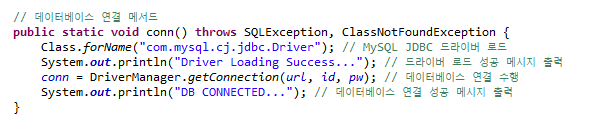 // 데이터베이스 연결 메서드
public static void conn() throws SQLException, ClassNotFoundException {
    Class.forName("com.mysql.cj.jdbc.Driver"); // MySQL JDBC 드라이버 로드
    System.out.println("Driver Loading Success..."); // 드라이버 로드 성공 메시지 출력
    conn = DriverManager.getConnection(url, id, pw); // 데이터베이스 연결 수행
    System.out.println("DB CONNECTED..."); // 데이터베이스 연결 성공 메시지 출력
}